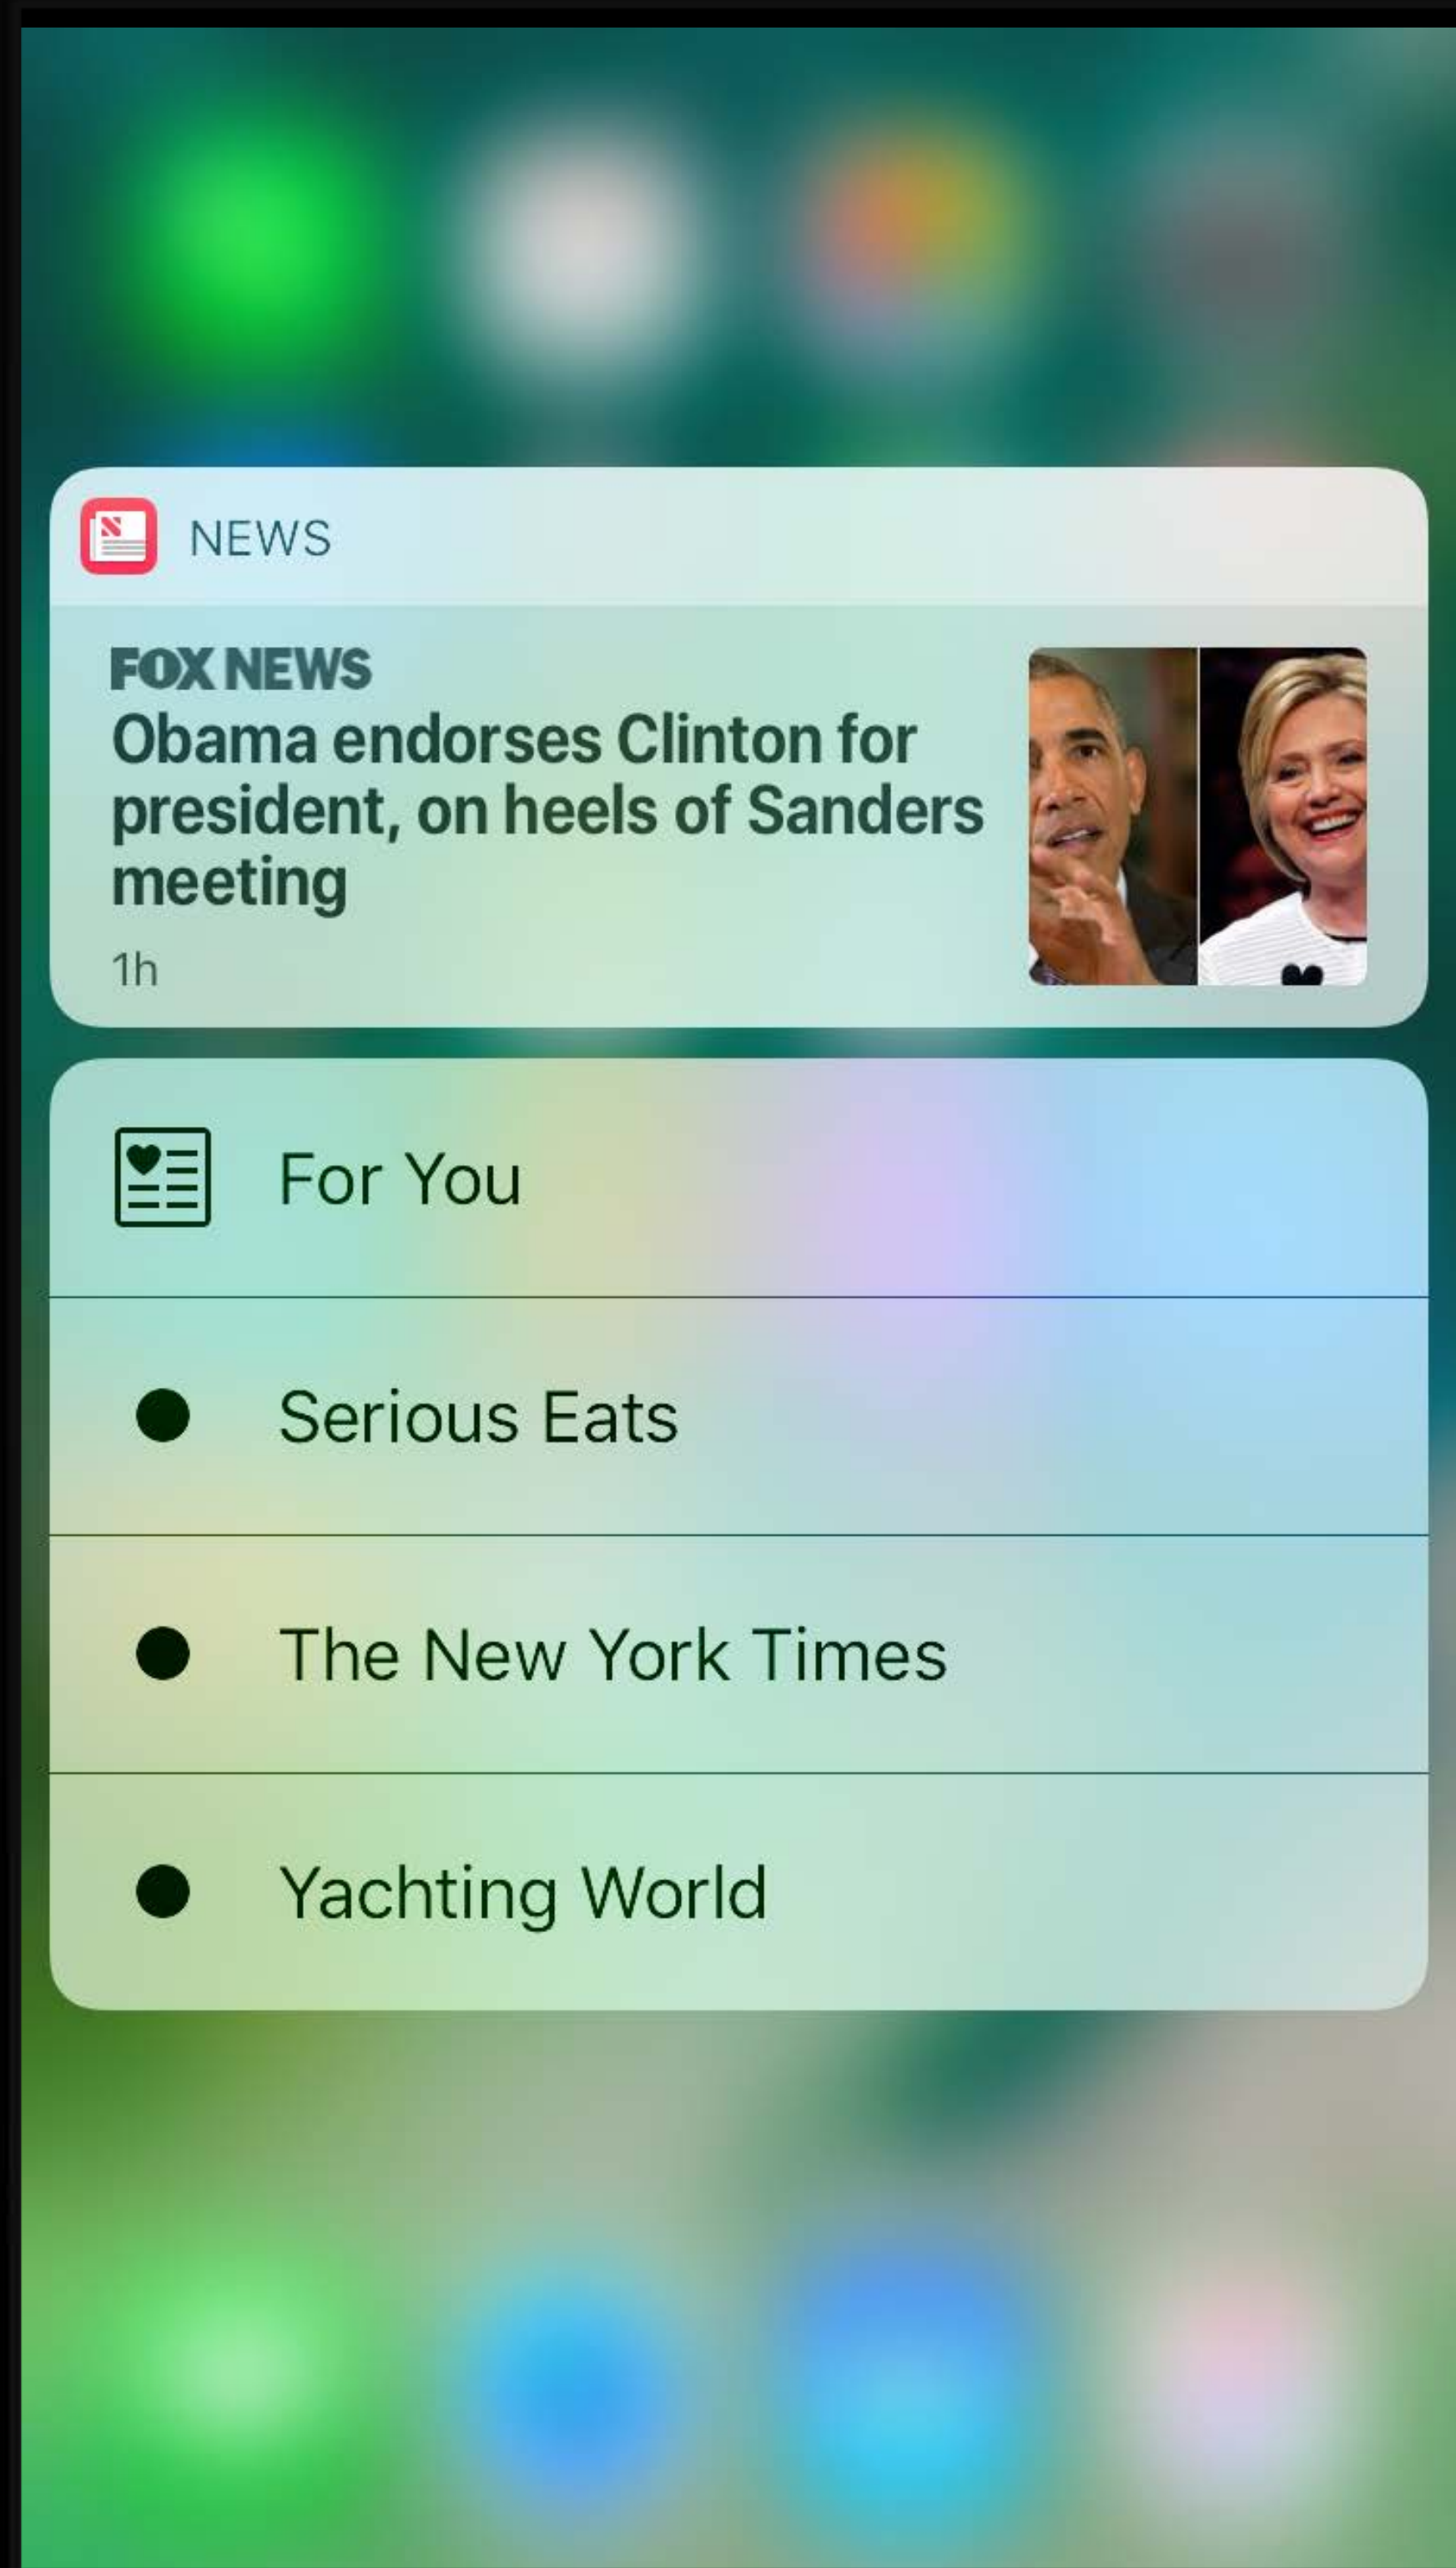 NEWS
FOX NEWS
Obama endorses Clinton for
president, on heels of Sanders
meeting
1h
For You
Serious Eats
The New York Times
Yachting World